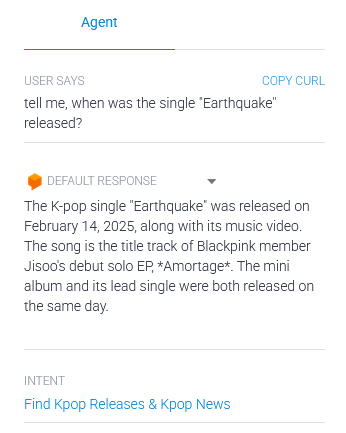 Agent
USER SAYS COPY CURL
tell me, when was the single "Earthquake"
released?
DEFAULT RESPONSE
The K-pop single "Earthquake" was released on
February 14, 2025, along with its music video.
The song is the title track of Blackpink member
Jisoo's debut solo EP, *Amortage*. The mini
album and its lead single were both released on
the same day.
INTENT
Find Kpop Releases & Kpop News